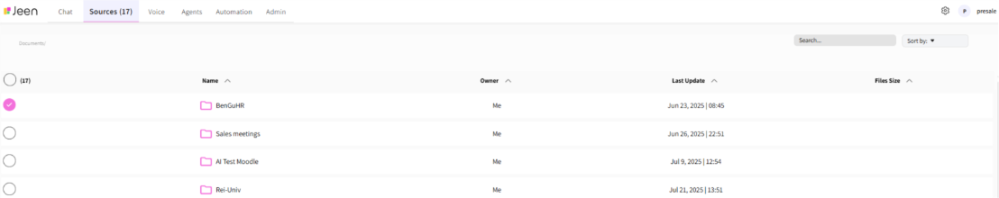 Jeen Chat Sources (17) Voice Agents Automation Admin P presale
Documents/ Search... Sort by:
(17) Name Owner Last Update Files Size
BenGuHR Me Jun 23, 2025 | 08:45
Sales meetings Me Jun 26, 2025 | 22:51
AI Test Moodle Me Jul 9, 2025 | 12:54
Rei-Univ Me Jul 21, 2025 | 13:51